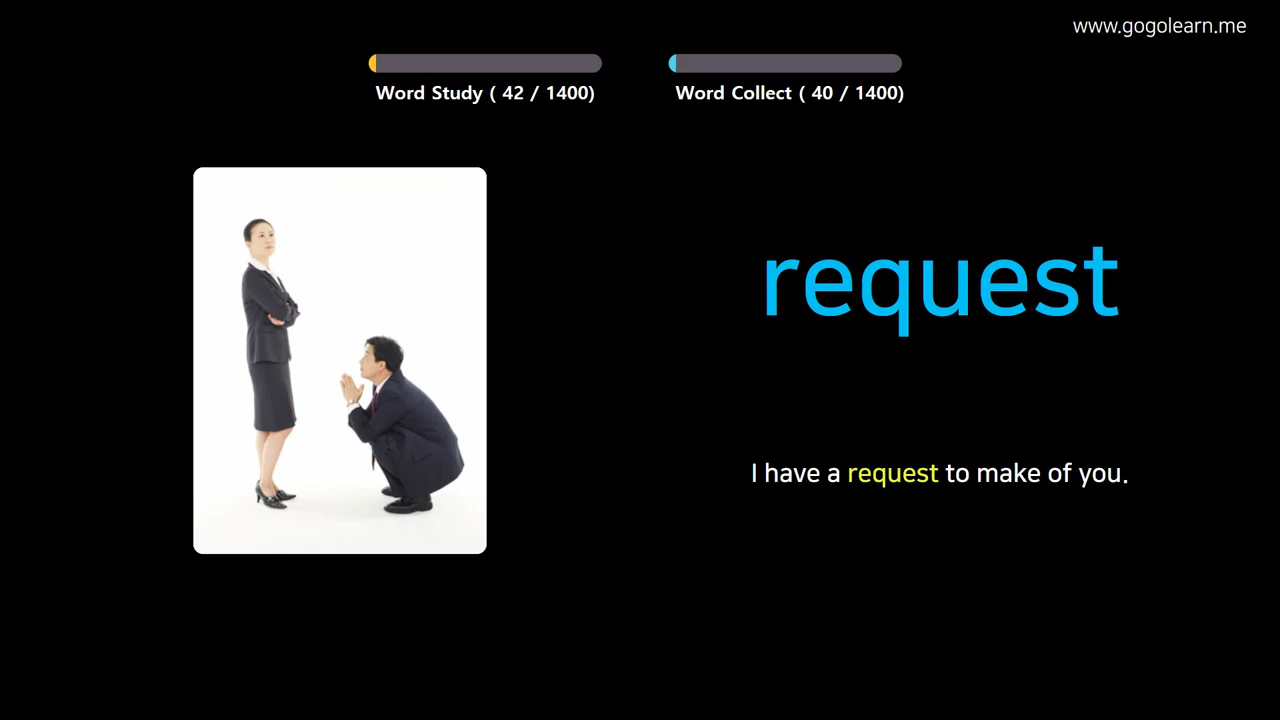 www.gogolearn.me
Word Study ( 42 / 1400)
Word Collect ( 40 / 1400)
request
I have a request to make of you.